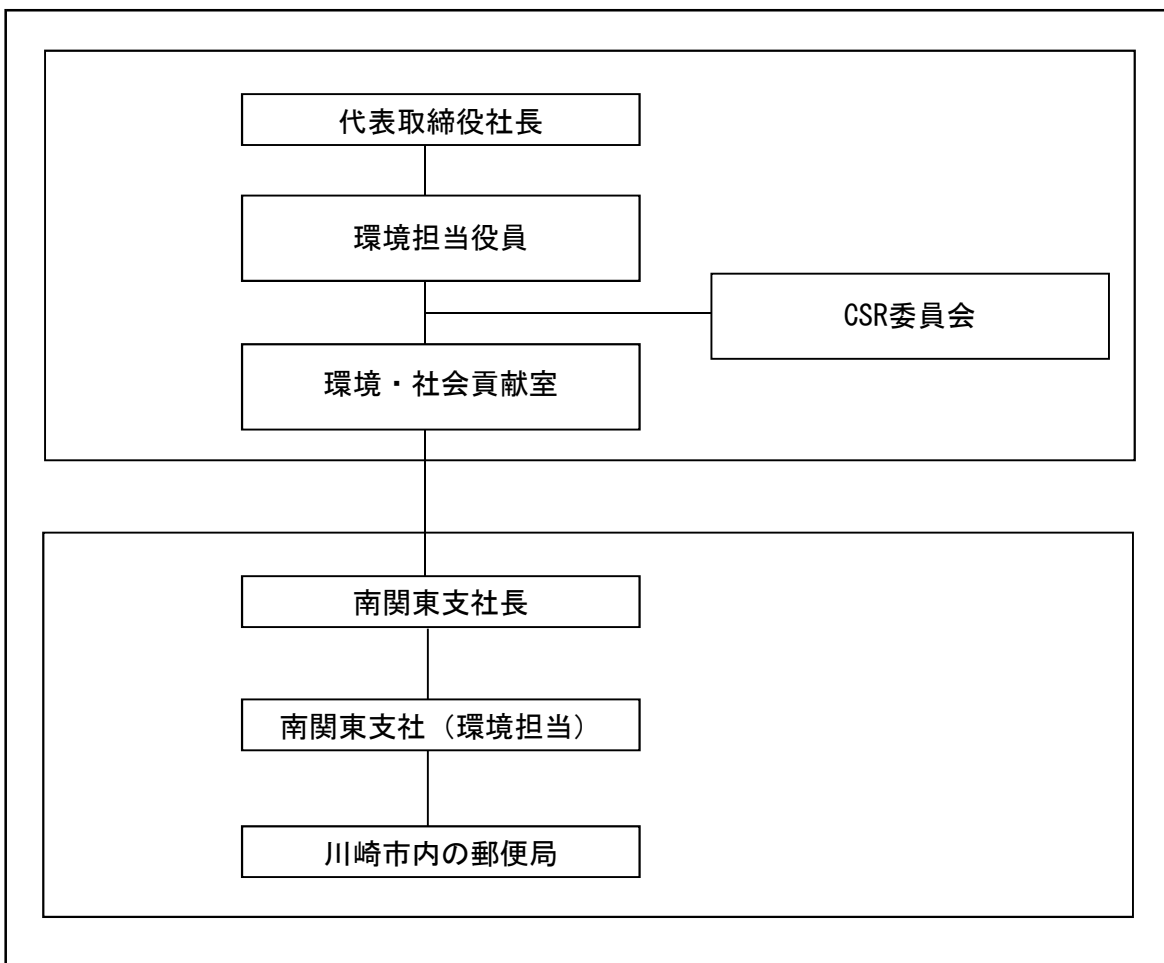 代表取締役社長
環境担当役員
CSR委員会
環境・社会貢献室
南関東支社長
南関東支社（環境担当）
川崎市内の郵便局